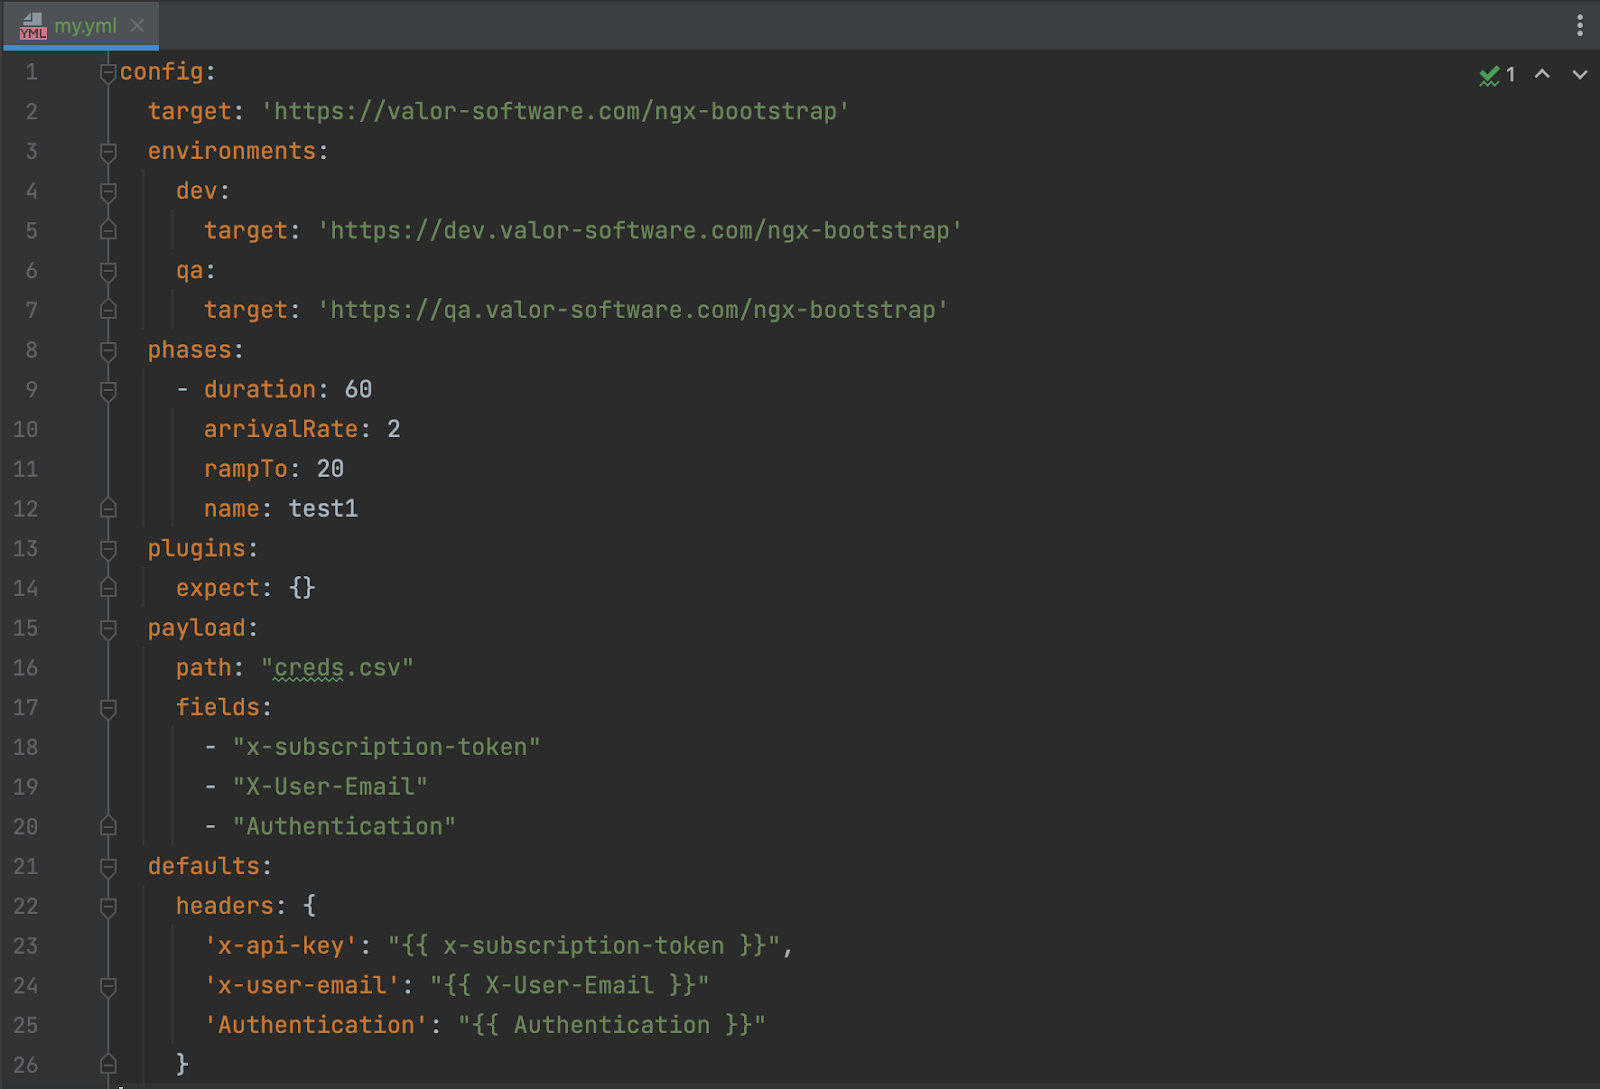 YML my.yml
1
1 config:
2 target: 'https://valor-software.com/ngx-bootstrap'
3 environments:
4 dev:
5 target: 'https://dev.valor-software.com/ngx-bootstrap'
6 qa:
7 target: 'https://qa.valor-software.com/ngx-bootstrap'
8 phases:
9 - duration: 60
10 arrivalRate: 2
11 rampTo: 20
12 name: test1
13 plugins:
14 expect: {}
15 payload:
16 path: "creds.csv"
17 fields:
18 - "x-subscription-token"
19 - "X-User-Email"
20 - "Authentication"
21 defaults:
22 headers: {
23 'x-api-key': "{{ x-subscription-token }}",
24 'x-user-email': "{{ X-User-Email }}"
25 'Authentication': "{{ Authentication }}"
26 }